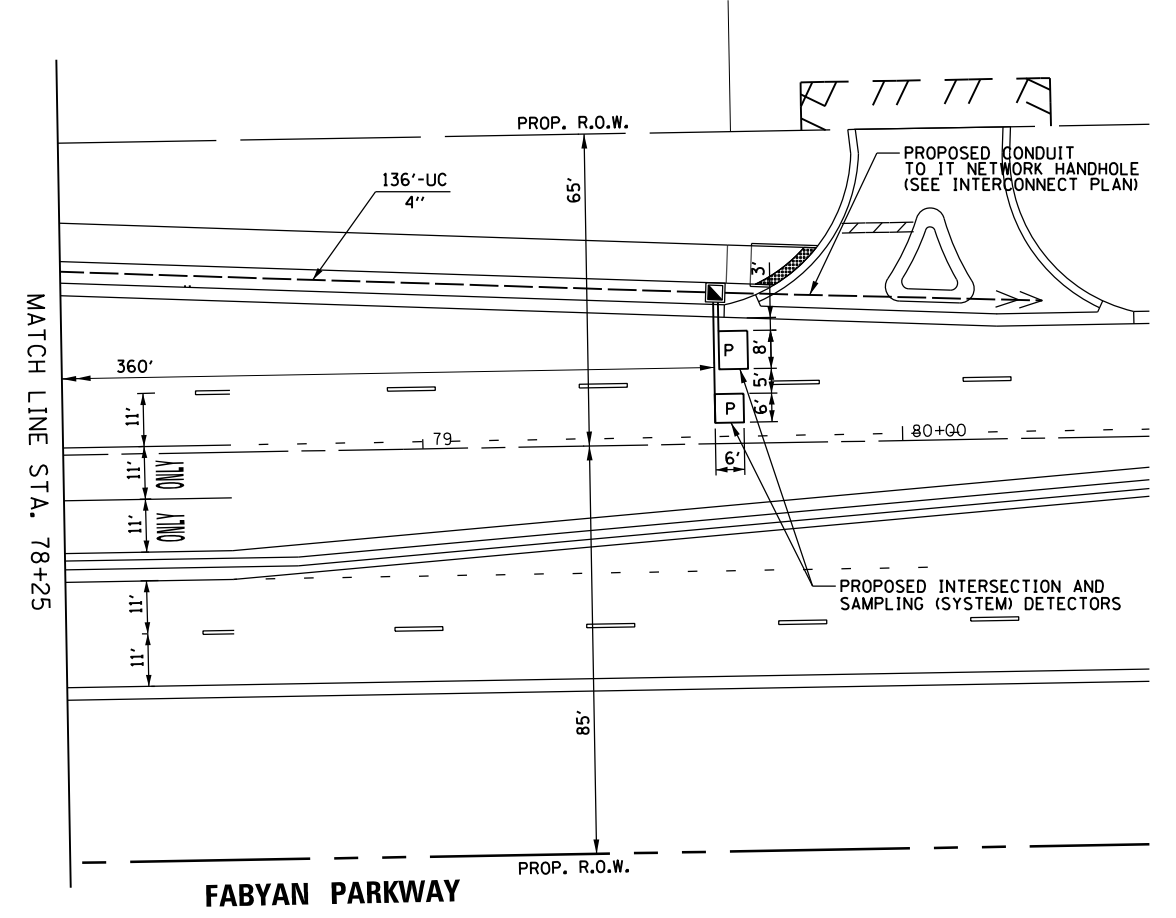 PROP. R.O.W.
PROPOSED CONDUIT
TO IT NETWORK HANDHOLE
(SEE INTERCONNECT PLAN)
136'-UC
4''
65'
3'
8'
5'
6'
6'
P
P
360'
11'
11'
11'
11'
11'
ONLY
ONLY
79
80+00
MATCH LINE STA. 78+25
PROPOSED INTERSECTION AND
SAMPLING (SYSTEM) DETECTORS
85'
PROP. R.O.W.
FABYAN PARKWAY